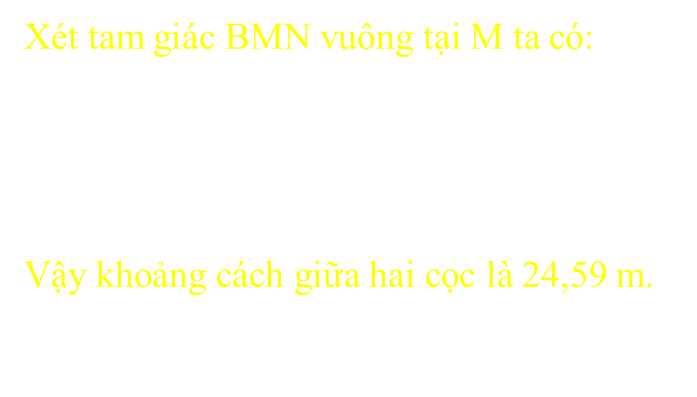 Xét tam giác BMN vuông tại M ta có:
Vậy khoảng cách giữa hai cọc là 24,59 m.